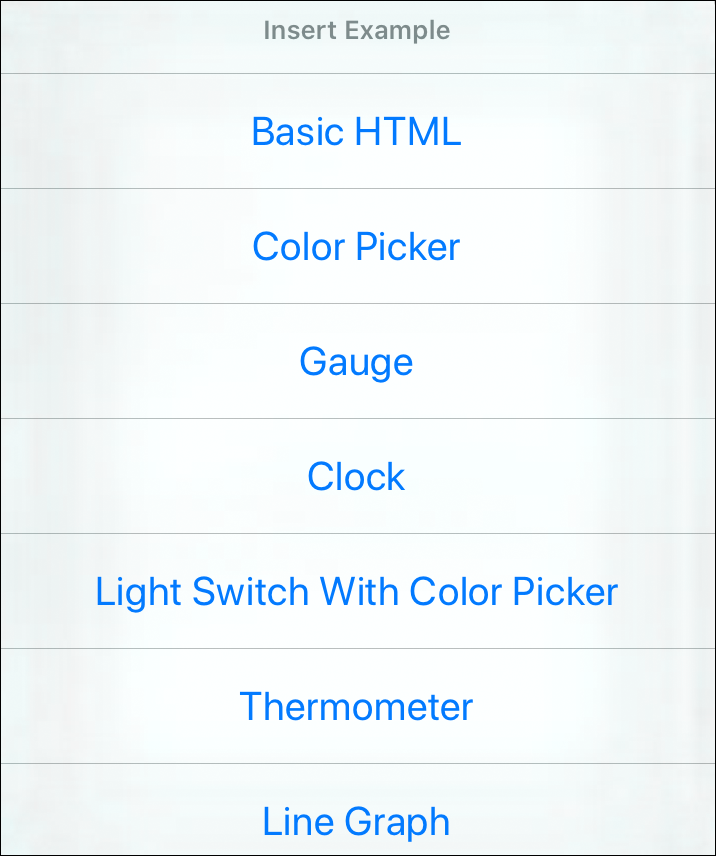 Insert Example
Basic HTML
Color Picker
Gauge
Clock
Light Switch With Color Picker
Thermometer
Line Graph